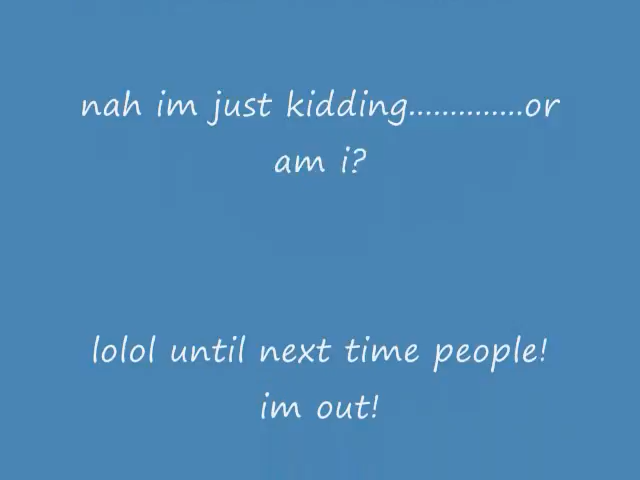 nah im just kidding..............or
am i?
lolol until next time people!
im out!